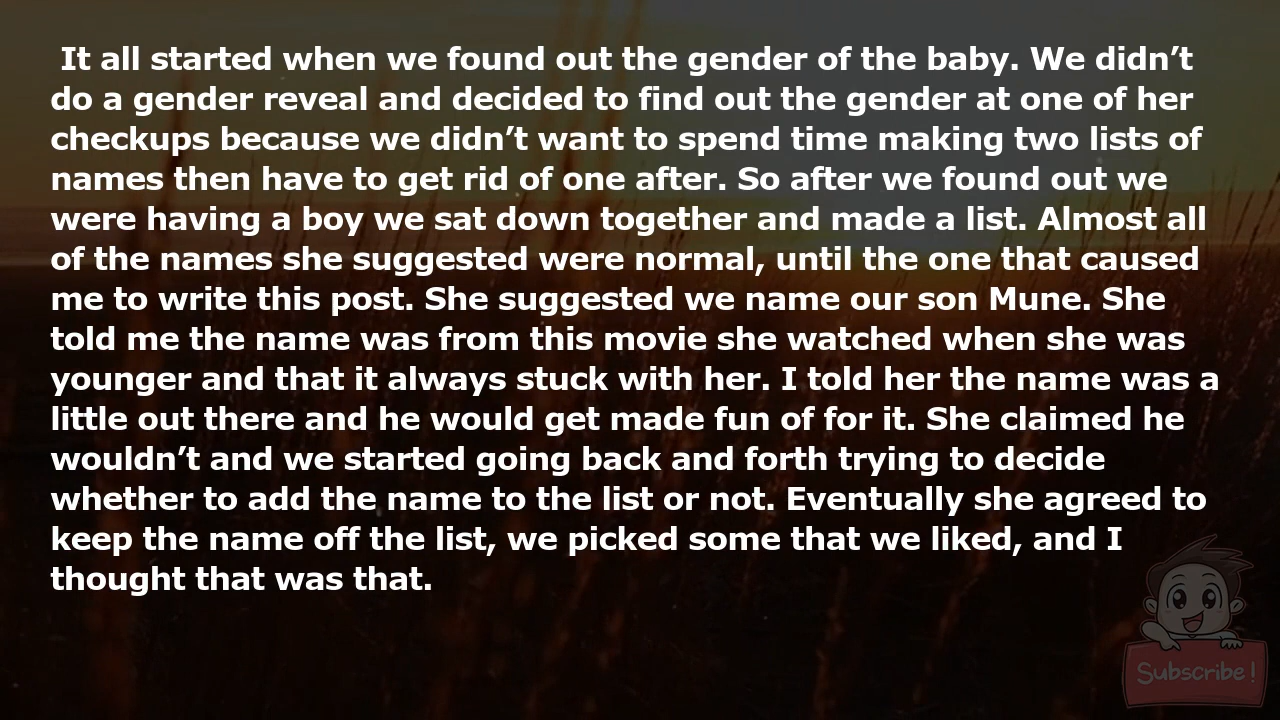 It all started when we found out the gender of the baby. We didn’t
do a gender reveal and decided to find out the gender at one of her
checkups because we didn’t want to spend time making two lists of
names then have to get rid of one after. So after we found out we
were having a boy we sat down together and made a list. Almost all
of the names she suggested were normal, until the one that caused
me to write this post. She suggested we name our son Mune. She
told me the name was from this movie she watched when she was
younger and that it always stuck with her. I told her the name was a
little out there and he would get made fun of for it. She claimed he
wouldn’t and we started going back and forth trying to decide
whether to add the name to the list or not. Eventually she agreed to
keep the name off the list, we picked some that we liked, and I
thought that was that.
Subscribe!